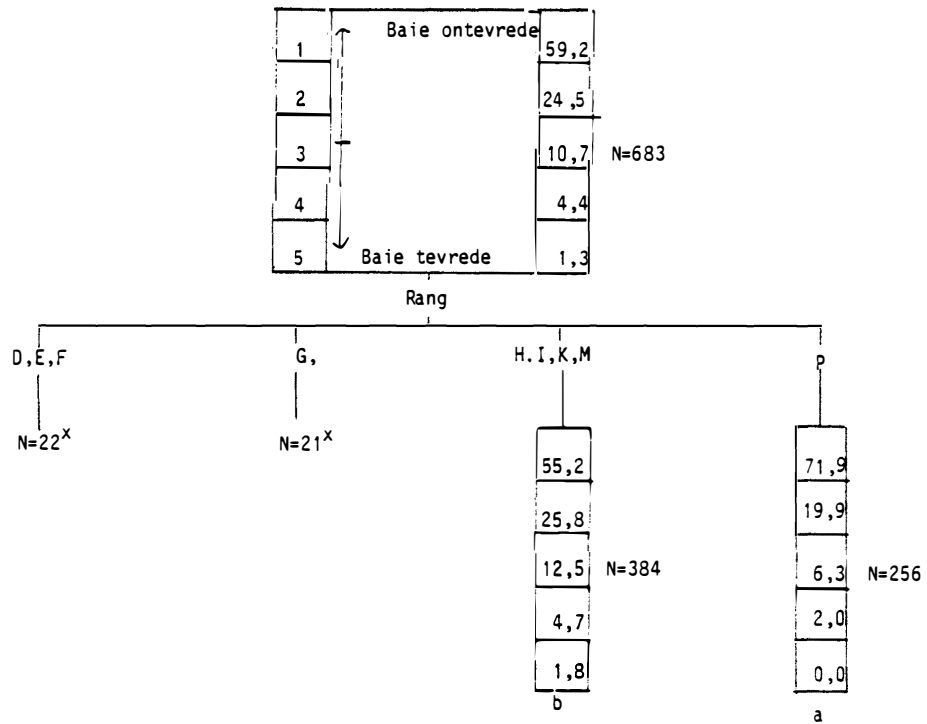 Baie ontevrede
1 59,2
2 24,5
3 10,7 N=683
4 4,4
5 Baie tevrede 1,3
Rang
D,E,F G, H.I,K,M P
N=22x N=21x
55,2 71,9
25,8 19,9
12,5 N=384 6,3 N=256
4,7 2,0
1,8 0,0
b
a